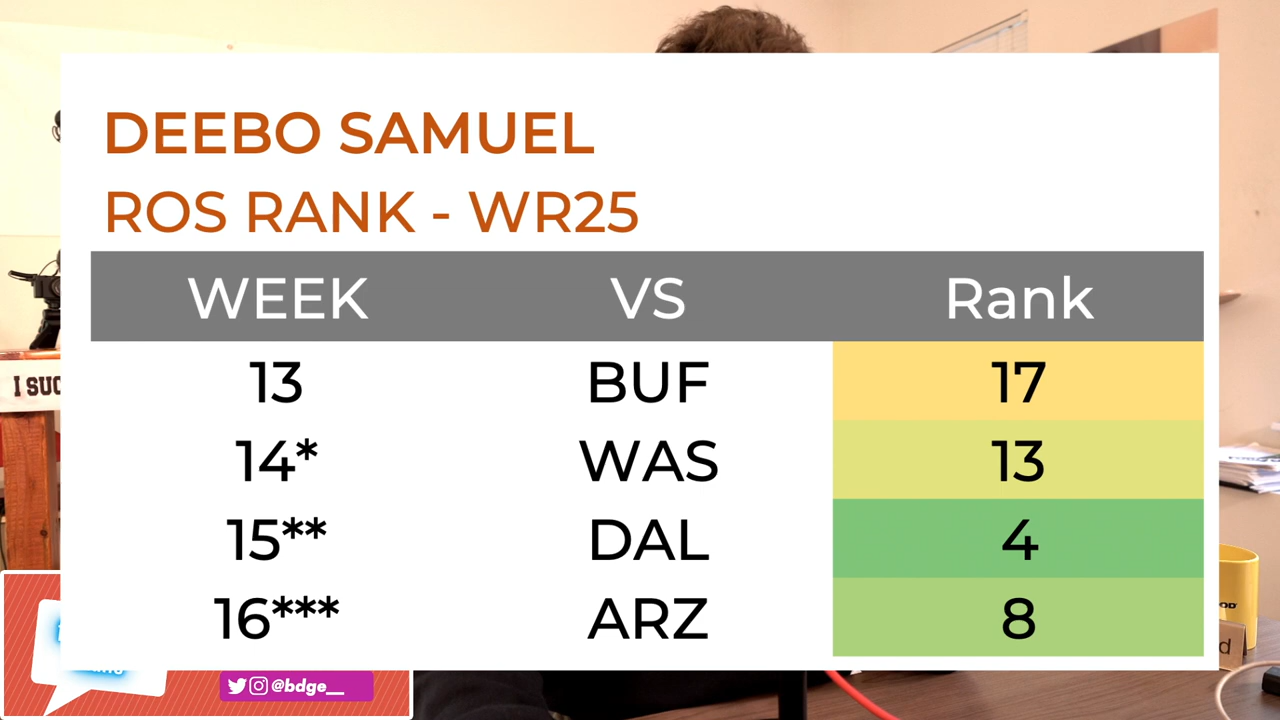 DEEBO SAMUEL
ROS RANK - WR25
WEEK VS Rank
13 BUF 17
14* WAS 13
15** DAL 4
16*** ARZ 8
I SUC
@bdge__